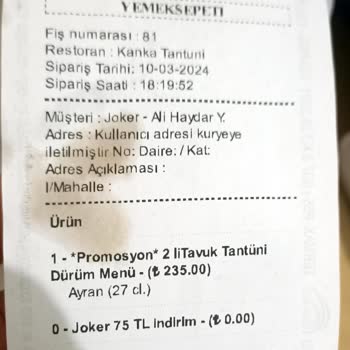 YEMEKSEPETI
Fiş numarası : 81
Restoran : Kanka Tantuni
Sipariş Tarihi: 10-03-2024
Sipariş Saati : 18:19:52
Müşteri : Joker - Ali Haydar Y.
Adres : Kullanıcı adresi kuryeye
iletilmiştir No: Daire: / Kat:
Adres Açıklaması :
İ/Mahalle :
Ürün
1 - *Promosyon* 2 liTavuk Tantüni
Dürüm Menü - (₺ 235.00)
Ayran (27 cl.)
0 - Joker 75 TL Indirim - (₺ 0.00)